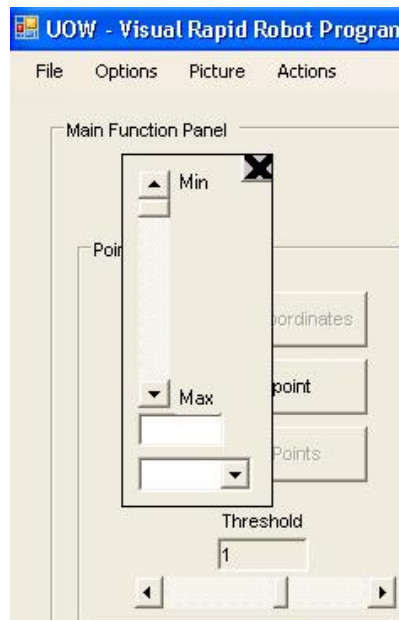 UOW - Visual Rapid Robot Program
File Options Picture Actions
Main Function Panel
Min
Poin
oordinates
point
Max
Points
Threshold
1